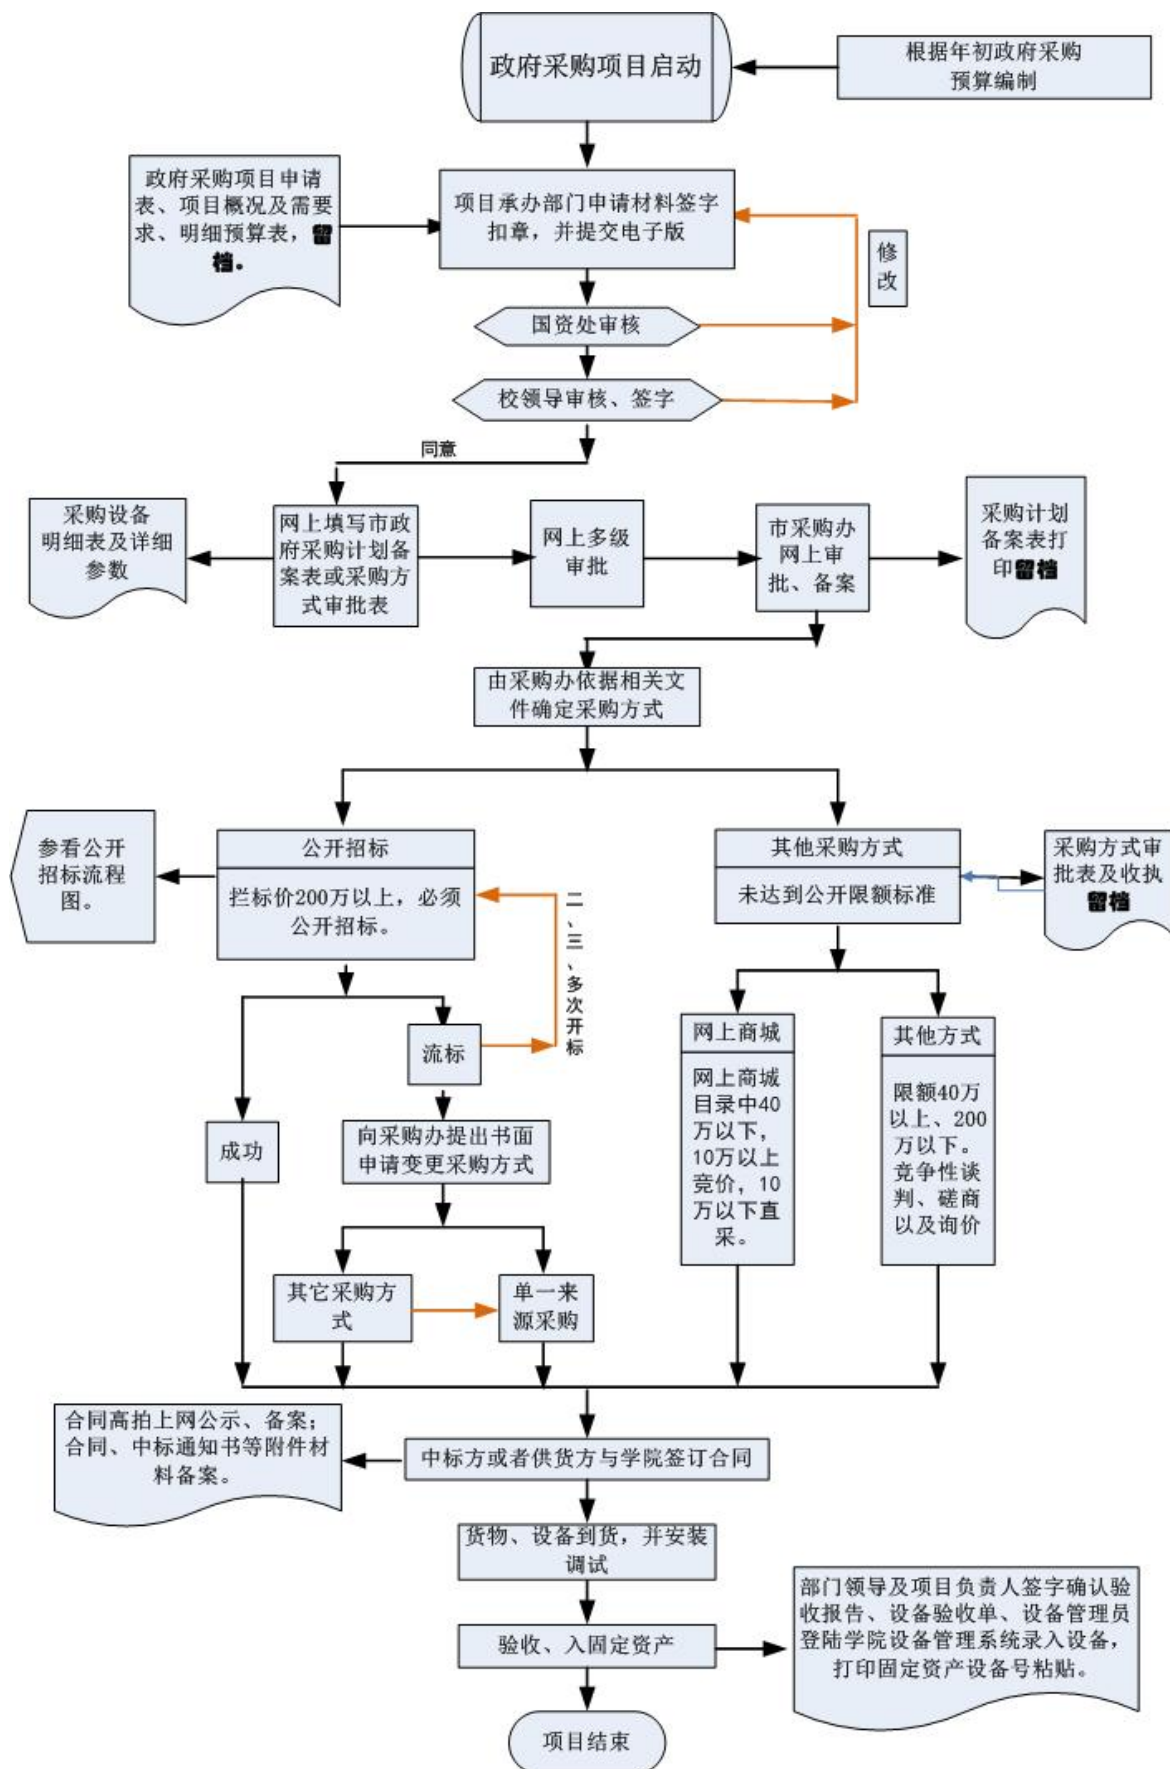 政府采购项目启动
根据年初政府采购
预算编制
政府采购项目申请
表、项目概况及需要
求、明细预算表，留
档。
项目承办部门申请材料签字
扣章，并提交电子版
修
改
国资处审核
校领导审核、签字
同意
采购设备
明细表及详细
参数
网上填写市政
府采购计划备
案表或采购方
式审批表
网上多级
审批
市采购办
网上审
批、备案
采购计划
备案表打
印留档
由采购办依据相关文
件确定采购方式
参看公开
招标流程
图。
公开招标
拦标价200万以上，必须
公开招标。
二、三、多次开标
其他采购方式
未达到公开限额标准
采购方式审
批表及收执
留档
流标
成功
向采购办提出书面
申请变更采购方式
其它采购方
式
单一来
源采购
网上商城
网上商城
目录中40
万以下，
10万以上
竞价，10
万以下直
采。
其他方式
限额40万
以上、200
万以下。
竞争性谈
判、磋商
以及询价
合同高拍上网公示、备案；
合同、中标通知书等附件材
料备案。
中标方或者供货方与学院签订合同
货物、设备到货，并安装
调试
验收、入固定资产
部门领导及项目负责人签字确认验
收报告、设备验收单、设备管理员
登陆学院设备管理系统录入设备，
打印固定资产设备号粘贴。
项目结束